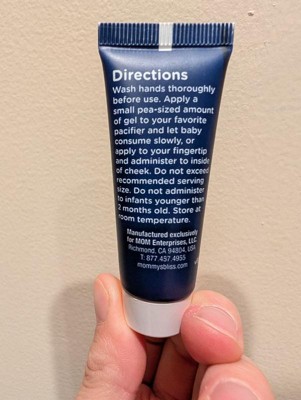 Directions
Wash hands thoroughly
before use. Apply a
small pea-sized amount
of gel to your favorite
pacifier and let baby
consume slowly, or
apply to your fingertip
and administer to inside
of cheek. Do not exceed
recommended serving
size. Do not administer
to infants younger than
2 months old. Store at
room temperature.
Manufactured exclusively
for MOM Enterprises, LLC.
Richmond, CA 94804, USA
T: 877.457.4955
mommysbliss.com